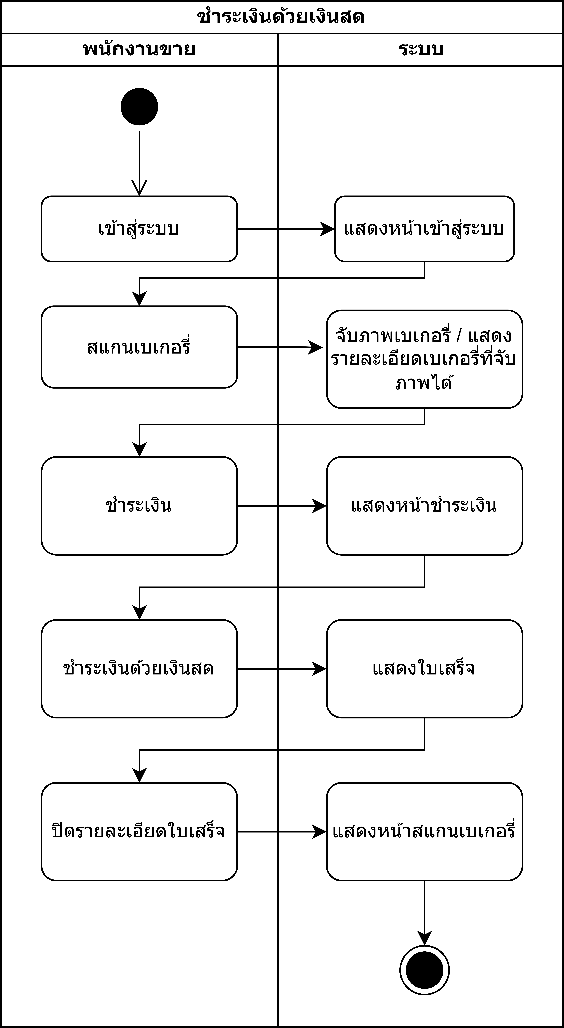 ชำระเงินด้วยเงินสด
พนักงานขาย
ระบบ
เข้าสู่ระบบ
แสดงหน้าเข้าสู่ระบบ
สแกนเบเกอรี่
จับภาพเบเกอรี่ / แสดง
รายละเอียดเบเกอรี่ที่จับ
ภาพได้
ชำระเงิน
แสดงหน้าชำระเงิน
ชำระเงินด้วยเงินสด
แสดงใบเสร็จ
ปิดรายละเอียดใบเสร็จ
แสดงหน้าสแกนเบเกอรี่